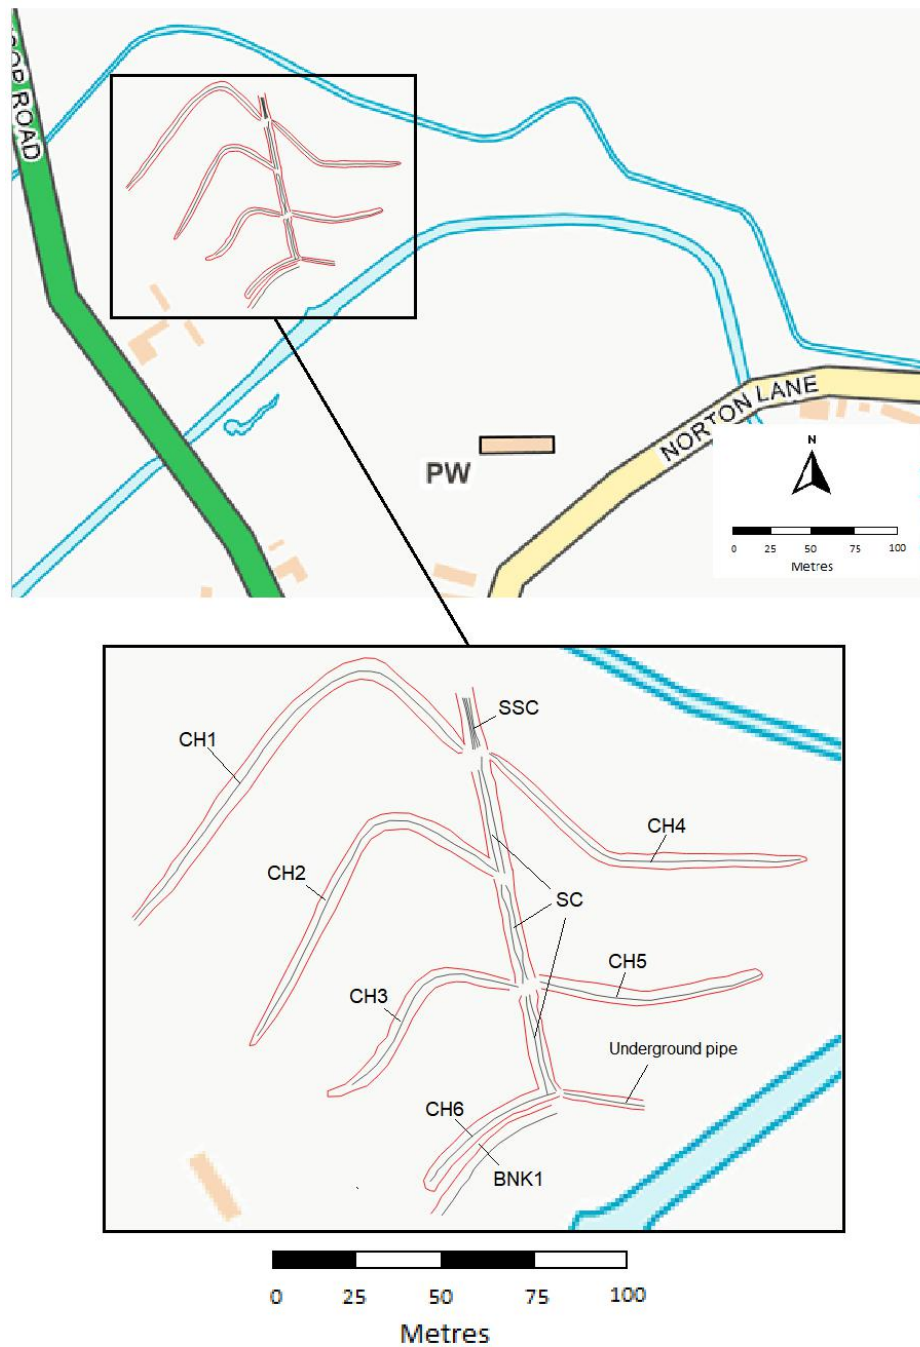 ROAD
NORTON LANE
PW
N
0 25 50 75 100
Metres
SSC
CH1
CH4
CH2
SC
CH5
CH3
Underground pipe
CH6
BNK1
0 25 50 75 100
Metres